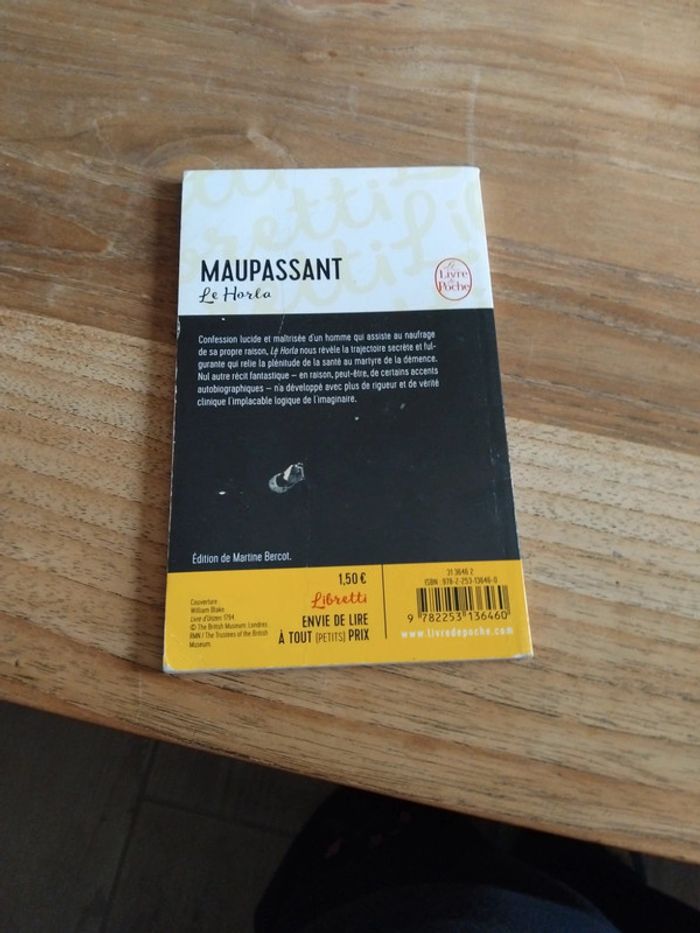 MAUPASSANT
Le Horla
Le
Livre
de
Poche
Confession lucide et maîtrisée d'un homme qui assiste au naufrage
de sa propre raison, Le Horla nous révèle la trajectoire secrète et ful-
gurante qui relie la plénitude de la santé au martyre de la démence.
Nul autre récit fantastique – en raison, peut-être, de certains accents
autobiographiques – n'a développé avec plus de rigueur et de vérité
clinique l'implacable logique de l'imaginaire.
Édition de Martine Bercot.
Couverture :
William Blake
Livre d'Urizen 1794
© The British Museum, Londres.
RMN / The Trustees of the British
Museum.
1,50 €
Libretti
ENVIE DE LIRE
À TOUT (PETITS) PRIX
31 3646 2
ISBN : 978-2-253-13646-0
9 782253 136460
www.livredepoche.com